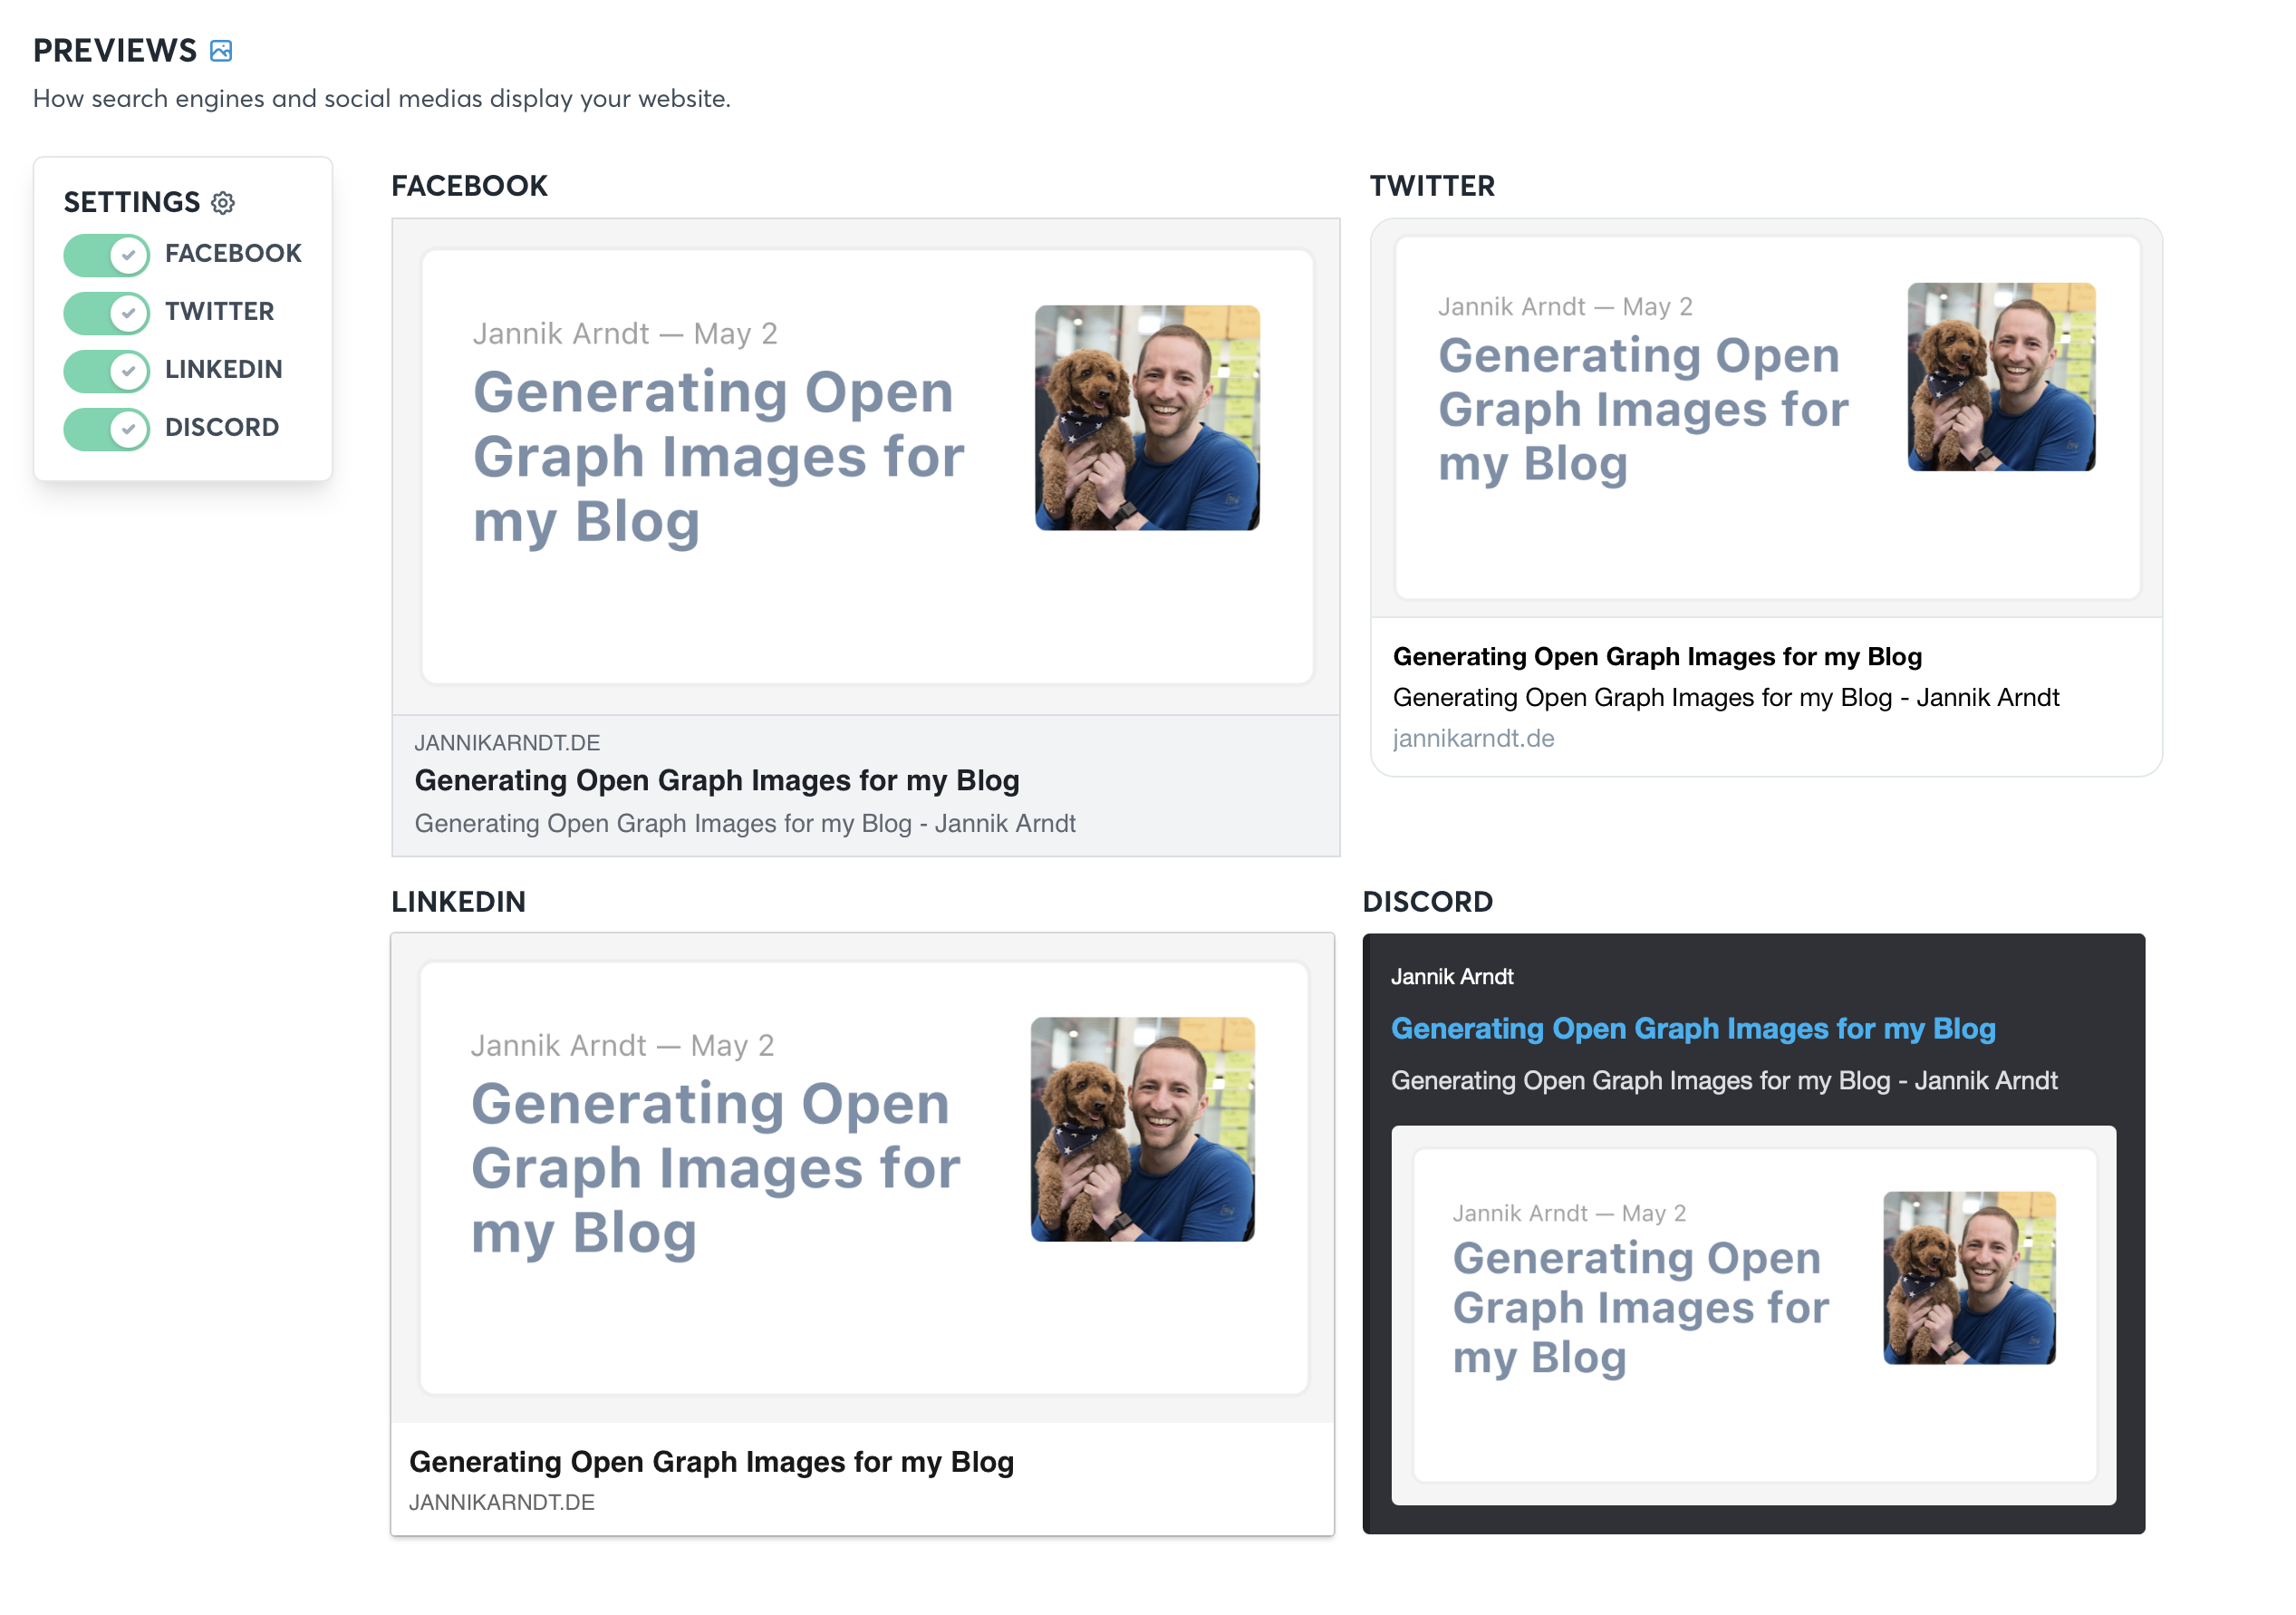 PREVIEWS
How search engines and social medias display your website.
SETTINGS
FACEBOOK
TWITTER
LINKEDIN
DISCORD
FACEBOOK
Jannik Arndt — May 2
Generating Open
Graph Images for
my Blog
JANNIKARNDT.DE
Generating Open Graph Images for my Blog
Generating Open Graph Images for my Blog - Jannik Arndt
TWITTER
Jannik Arndt — May 2
Generating Open
Graph Images for
my Blog
Generating Open Graph Images for my Blog
Generating Open Graph Images for my Blog - Jannik Arndt
jannikarndt.de
LINKEDIN
Jannik Arndt — May 2
Generating Open
Graph Images for
my Blog
Generating Open Graph Images for my Blog
JANNIKARNDT.DE
DISCORD
Jannik Arndt
Generating Open Graph Images for my Blog
Generating Open Graph Images for my Blog - Jannik Arndt
Jannik Arndt — May 2
Generating Open
Graph Images for
my Blog